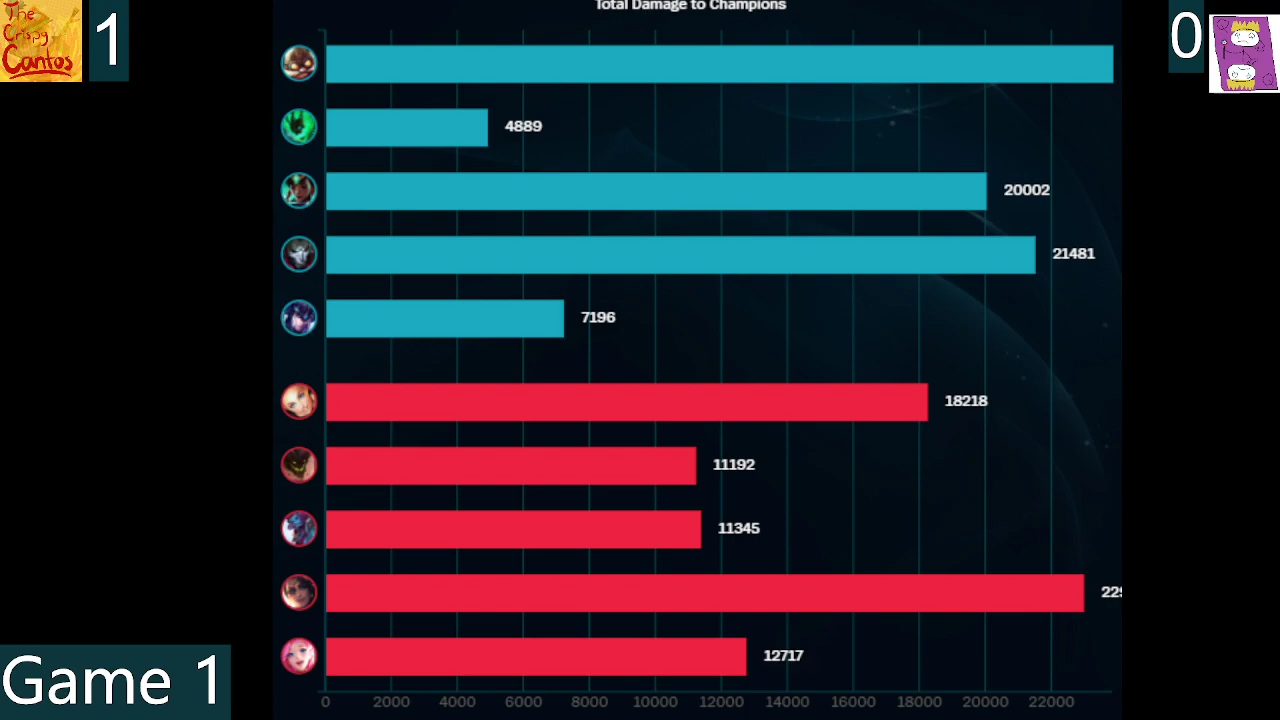 The
Crispy
Cantos
1
Total Damage to Champions
0
4889
20002
21481
7196
18218
11192
11345
12717
0 2000 4000 6000 8000 10000 12000 14000 16000 18000 20000 22000
Game 1